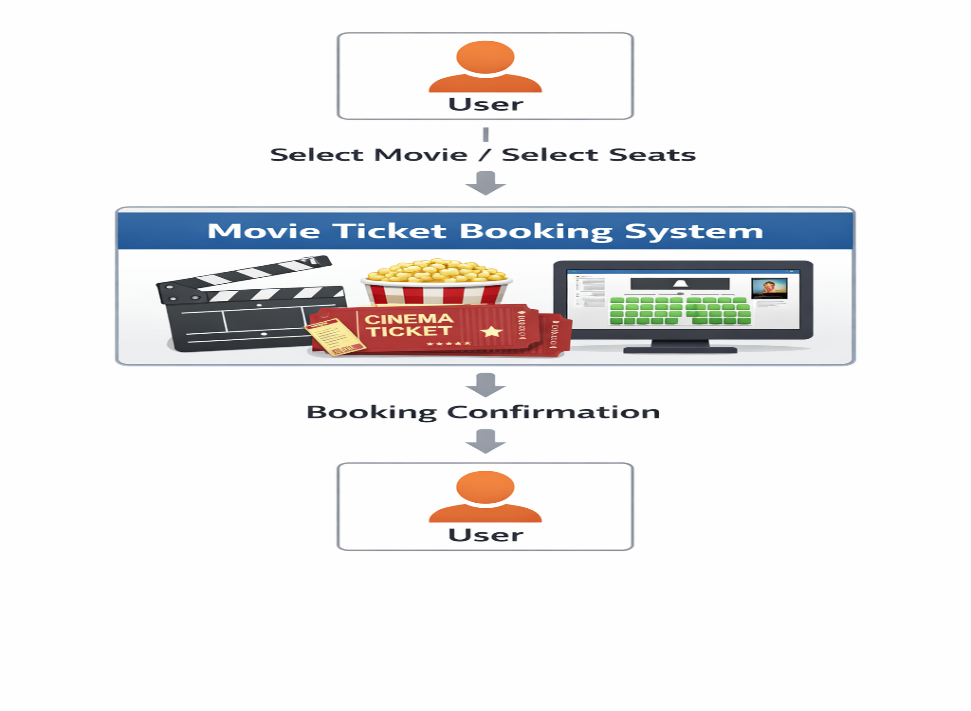 User
Select Movie / Select Seats
Movie Ticket Booking System
CINEMA
TICKET
Booking Confirmation
User